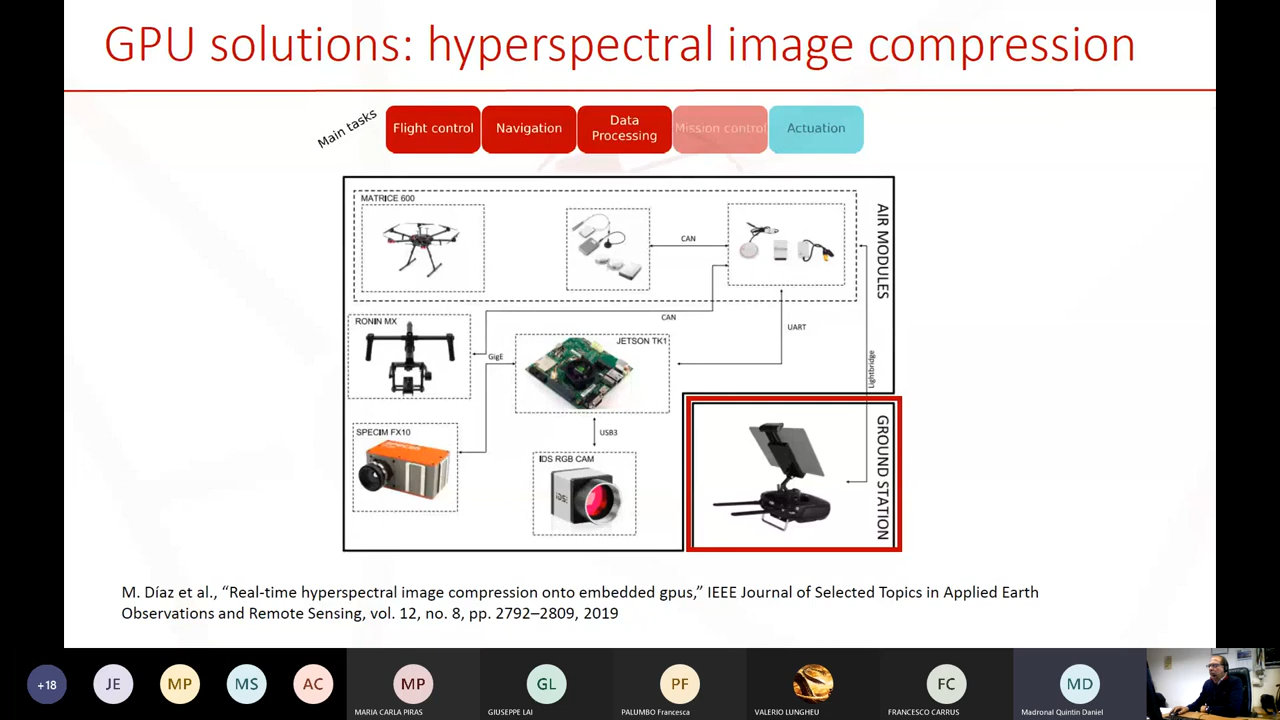 GPU solutions: hyperspectral image compression
Main tasks
Flight control
Navigation
Data
Processing
Mission control
Actuation
MATRICE 600
CAN
AIR MODULES
CAN
UART
RONIN MX
GigE
JETSON TK1
Lightbridge
SPECIM FX10
USB3
IDS RGB CAM
iDS
GROUND STATION
M. Díaz et al., “Real-time hyperspectral image compression onto embedded gpus,” IEEE Journal of Selected Topics in Applied Earth
Observations and Remote Sensing, vol. 12, no. 8, pp. 2792–2809, 2019
+18
JE
MP
MS
AC
MP
MARIA CARLA PIRAS
GL
GIUSEPPE LAI
PF
PALUMBO Francesca
VALERIO LUNGHEU
FC
FRANCESCO CARRUS
MD
Madronal Quintin Daniel